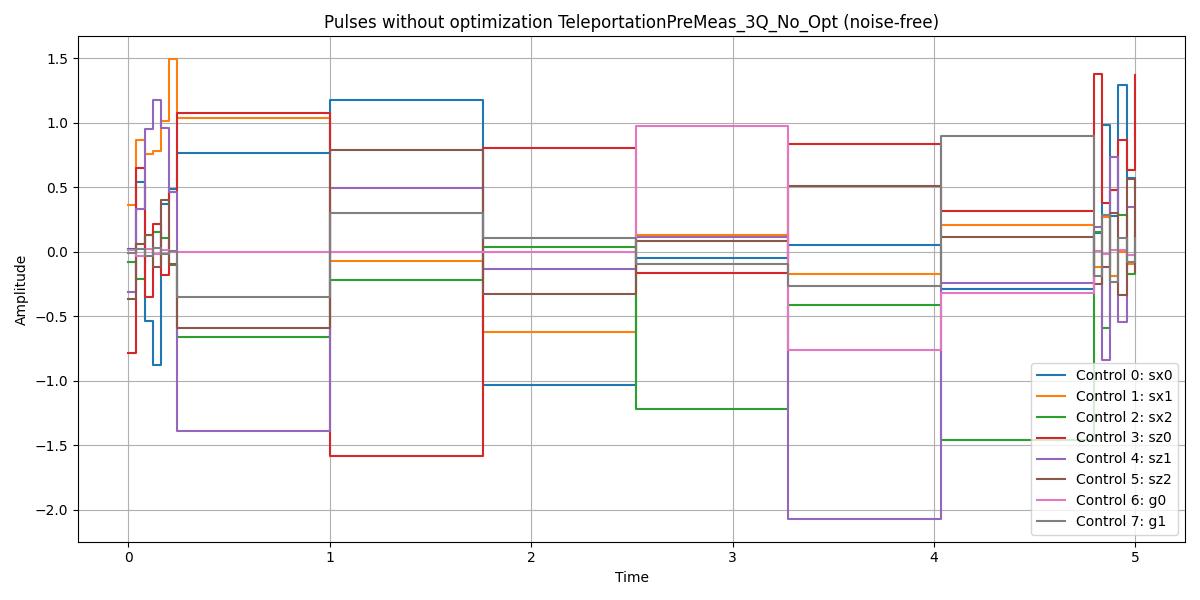 Pulses without optimization TeleportationPreMeas_3Q_No_Opt (noise-free)
1.5
1.0
0.5
0.0
−0.5
−1.0
−1.5
−2.0
Amplitude
Control 0: sx0
Control 1: sx1
Control 2: sx2
Control 3: sz0
Control 4: sz1
Control 5: sz2
Control 6: g0
Control 7: g1
0 1 2 3 4 5
Time